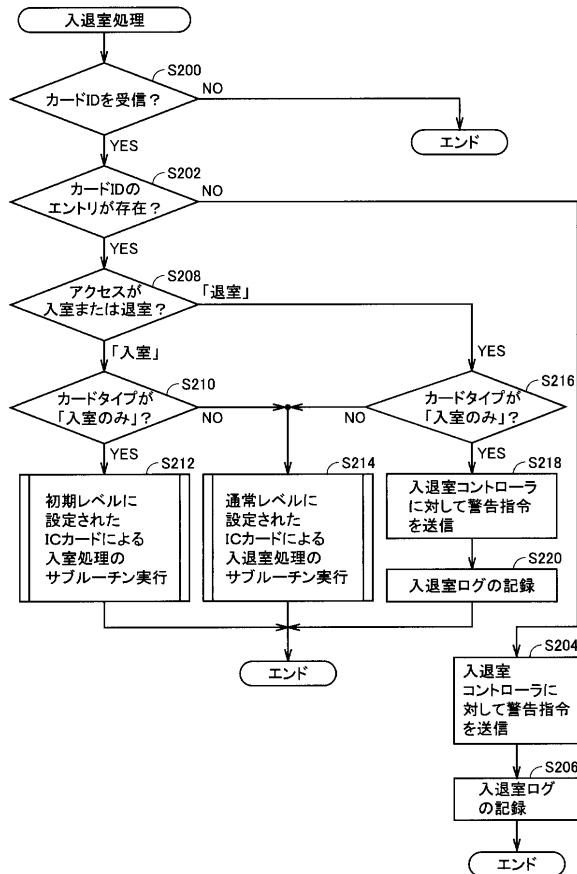 入退室処理
S200
カードIDを受信？
NO
エンド
YES
S202
カードIDの
エントリが存在？
NO
YES
S208
アクセスが
入室または退室？
「退室」
「入室」
YES
S210
カードタイプが
「入室のみ」？
NO
S216
カードタイプが
「入室のみ」？
NO
YES
YES
S212
初期レベルに
設定された
ICカードによる
入室処理の
サブルーチン実行
S214
通常レベルに
設定された
ICカードによる
入退室処理の
サブルーチン実行
S218
入退室コントローラ
に対して警告指令
を送信
S220
入退室ログの記録
エンド
S204
入退室
コントローラに
対して警告指令
を送信
S206
入退室ログ
の記録
エンド